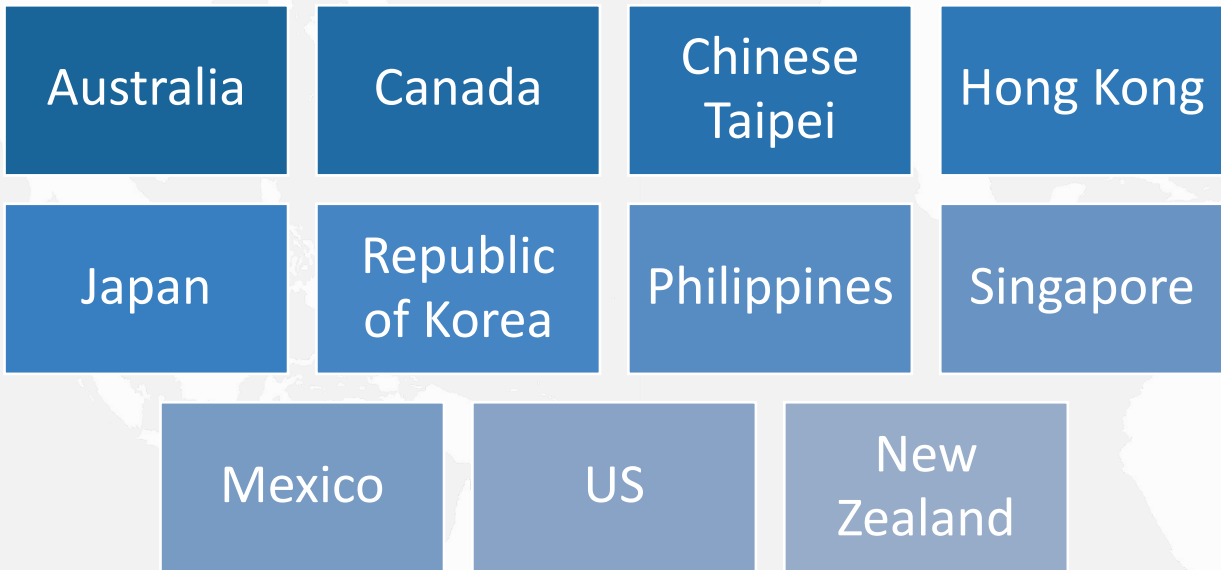 Australia
Canada
Chinese
Taipei
Hong Kong
Japan
Republic
of Korea
Philippines
Singapore
Mexico
US
New
Zealand